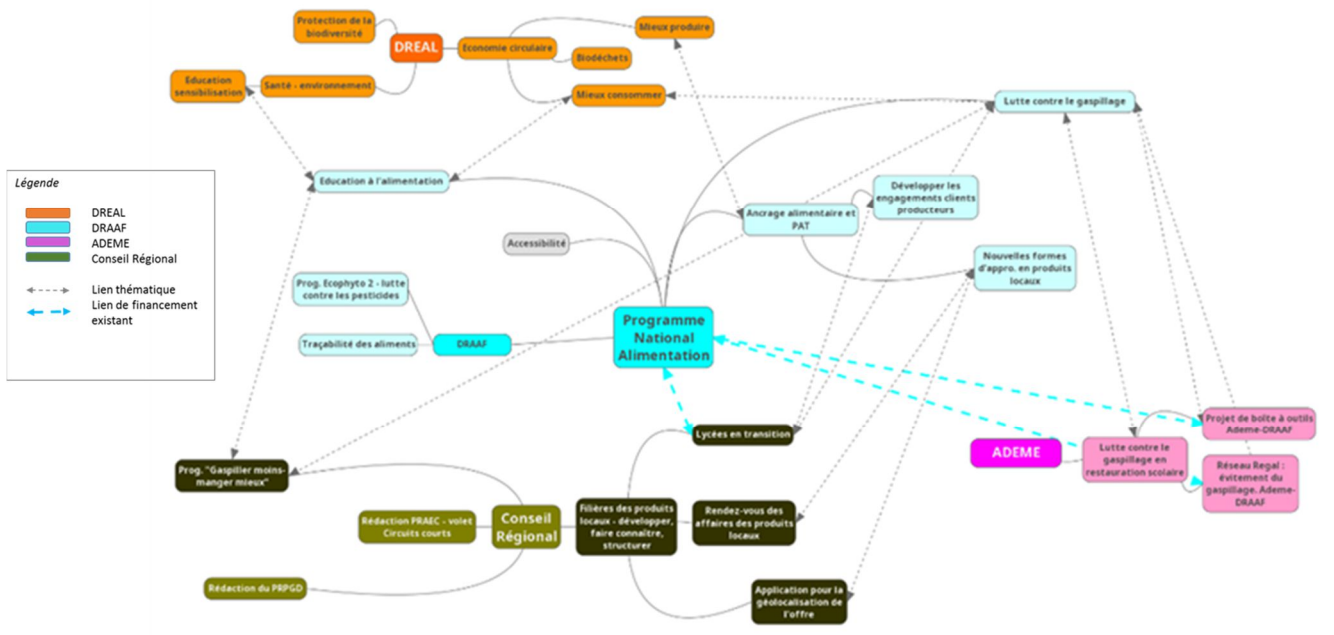 Protection de la
biodiversité
DREAL
Economie circulaire
Mieux produire
Biodéchets
Mieux consommer
Education
sensibilisation
Santé - environnement
Lutte contre le gaspillage
Légende
DREAL
DRAAF
ADEME
Conseil Régional
Lien thématique
Lien de financement
existant
Education à l'alimentation
Développer les
engagements clients
producteurs
Ancrage alimentaire et
PAT
Accessibilité
Nouvelles formes
d'appro. en produits
locaux
Prog. Ecophyto 2 - lutte
contre les pesticides
Traçabilité des aliments
DRAAF
Programme
National
Alimentation
Lycées en transition
ADEME
Lutte contre le
gaspillage en
restauration scolaire
Projet de boîte à outils
Ademe-DRAAF
Réseau Regal :
évitement du
gaspillage. Ademe-
DRAAF
Prog. "Gaspiller moins-
manger mieux"
Rédaction PRAEC - volet
Circuits courts
Conseil
Régional
Filières des produits
locaux - développer,
faire connaître,
structurer
Rendez-vous des
affaires des produits
locaux
Rédaction du PRPGD
Application pour la
géolocalisation de
l'offre